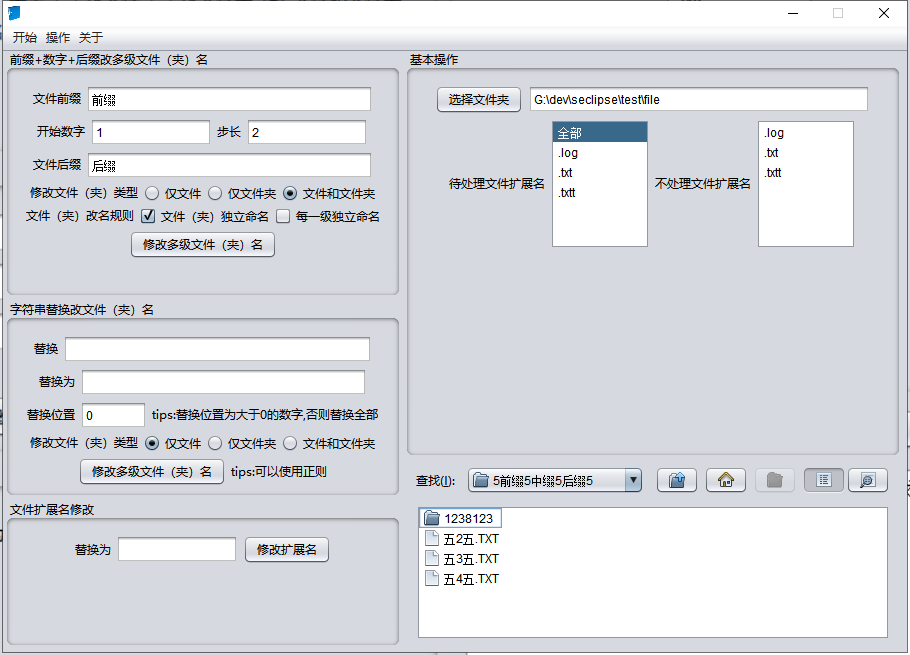 开始 操作 关于
前缀+数字+后缀改多级文件（夹）名
文件前缀 前缀
开始数字 1 步长 2
文件后缀 后缀
修改文件（夹）类型 仅文件 仅文件夹 文件和文件夹
文件（夹）改名规则 文件（夹）独立命名 每一级独立命名
修改多级文件（夹）名
字符串替换改文件（夹）名
替换
替换为
替换位置 0 tips:替换位置为大于0的数字,否则替换全部
修改文件（夹）类型 仅文件 仅文件夹 文件和文件夹
修改多级文件（夹）名 tips:可以使用正则
文件扩展名修改
替换为 修改扩展名
基本操作
选择文件夹 G:\dev\seclipse\test\file
待处理文件扩展名
全部
.log
.txt
.txtt
不处理文件扩展名
.log
.txt
.txtt
查找(I): 5前缀5中缀5后缀5
1238123
五2五.TXT
五3五.TXT
五4五.TXT